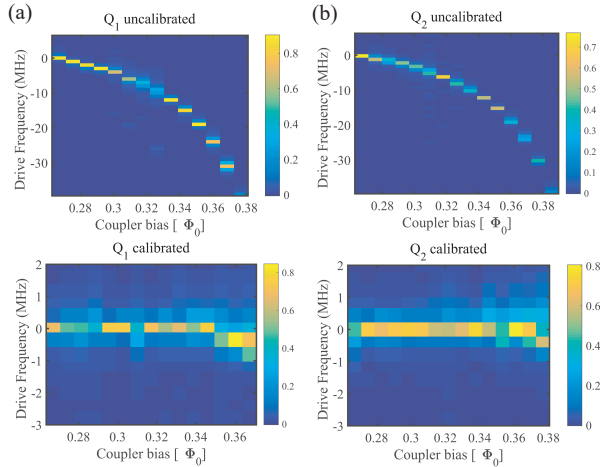 (a)
Q1 uncalibrated
Drive Frequency (MHz)
0
-10
-20
-30
0.28 0.3 0.32 0.34 0.36 0.38
Coupler bias [ Φ0]
0.8
0.6
0.4
0.2
0
(b)
Q2 uncalibrated
Drive Frequency (MHz)
0
-10
-20
-30
0.28 0.3 0.32 0.34 0.36 0.38
Coupler bias [ Φ0]
0.7
0.6
0.5
0.4
0.3
0.2
0.1
0
Q1 calibrated
Drive Frequency (MHz)
2
1
0
-1
-2
-3
0.28 0.3 0.32 0.34 0.36
Coupler bias [ Φ0]
0.8
0.6
0.4
0.2
0
Q2 calibrated
Drive Frequency (MHz)
2
1
0
-1
-2
-3
0.28 0.3 0.32 0.34 0.36 0.38
Coupler bias [ Φ0]
0.8
0.6
0.4
0.2
0